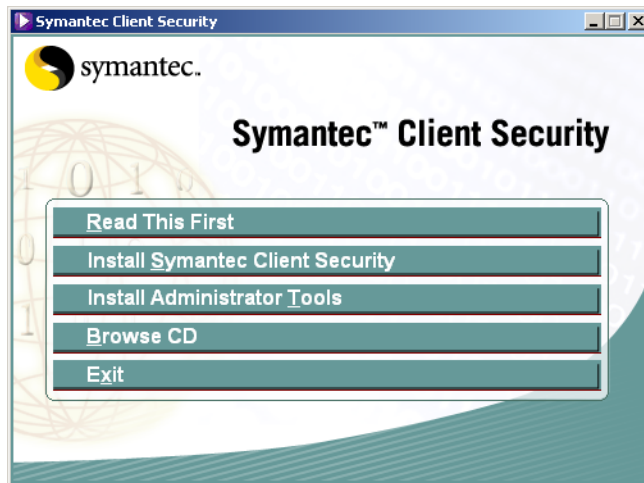 Symantec Client Security
symantec™
Symantec™ Client Security
Read This First
Install Symantec Client Security
Install Administrator Tools
Browse CD
Exit